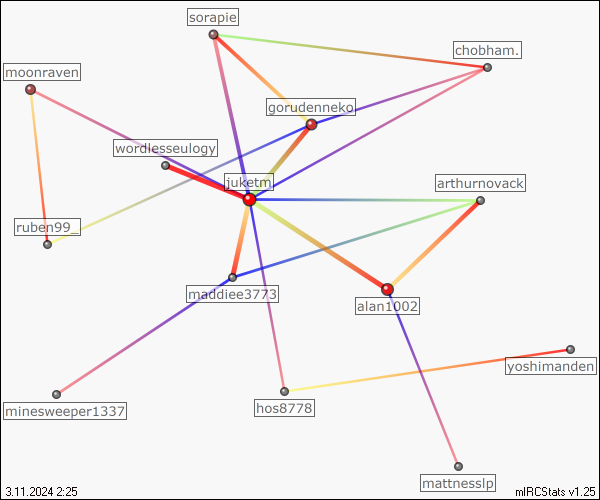 sorapie
chobham.
moonraven
gorudenneko
wordlesseulogy
juketm
arthurnovack
ruben99_
maddiee3773
alan1002
yoshimanden
minesweeper1337
hos8778
mattnesslp
3.11.2024 2:25
mIRCStats v1.25